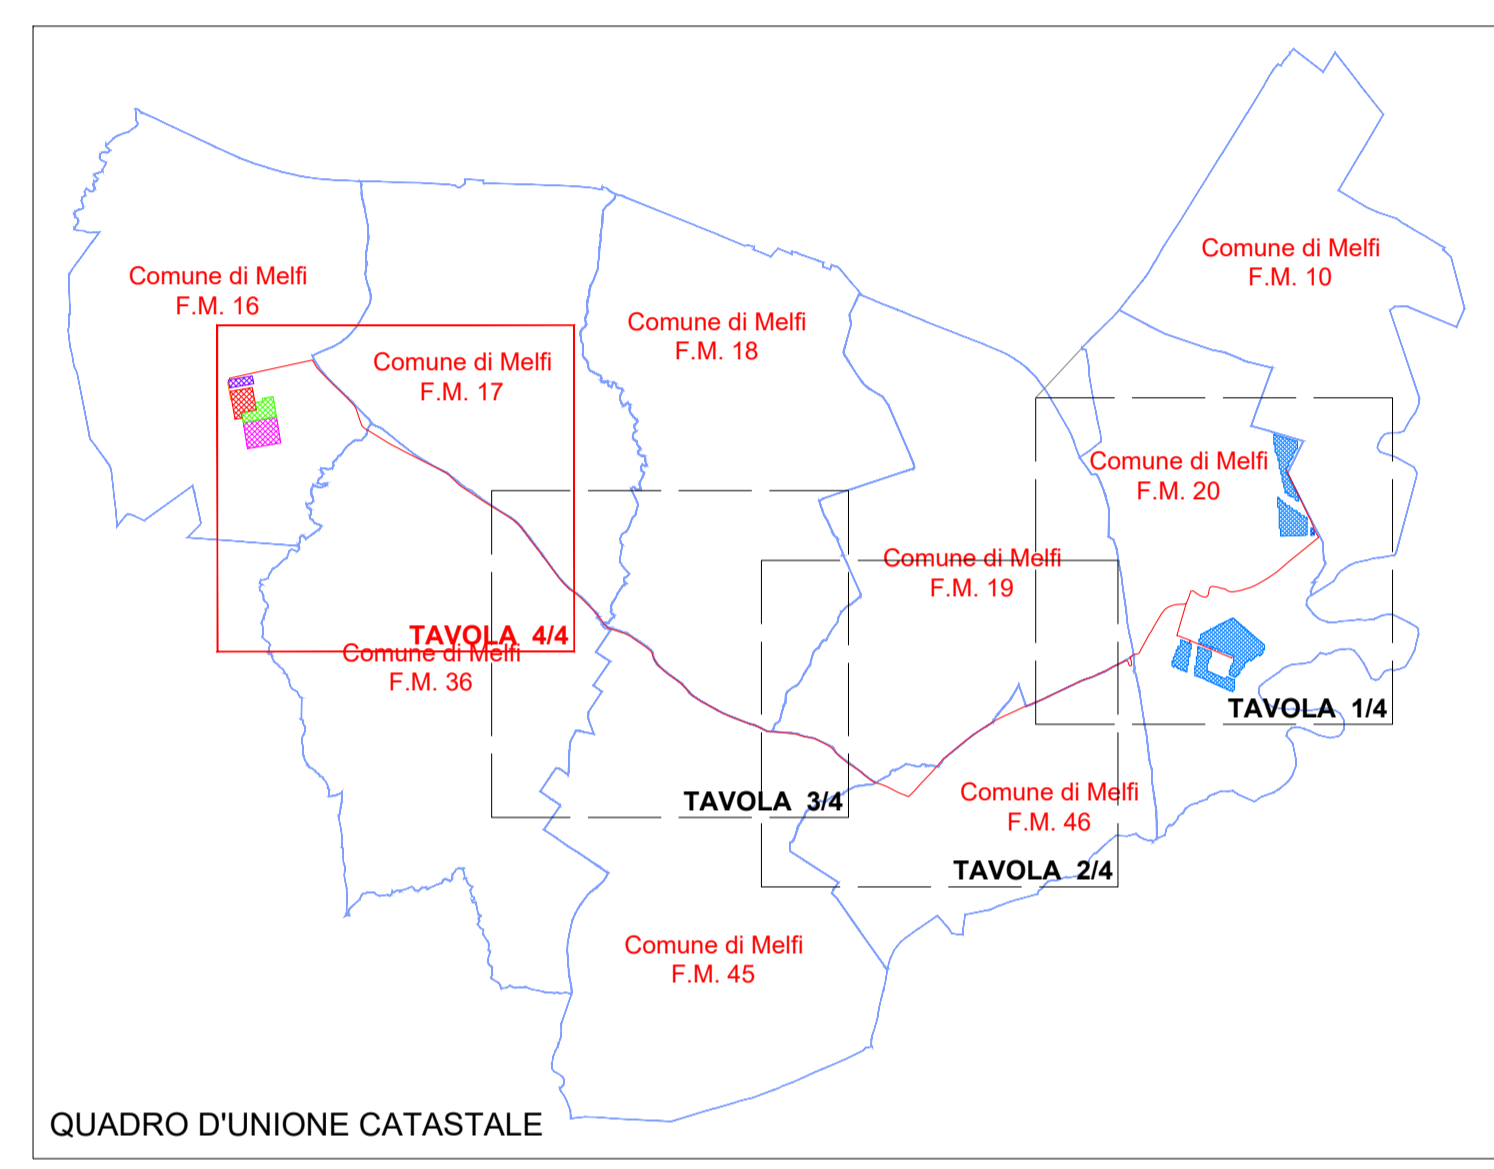 Comune di Melfi
F.M. 10
Comune di Melfi
F.M. 16
Comune di Melfi
F.M. 18
Comune di Melfi
F.M. 17
Comune di Melfi
F.M. 20
Comune di Melfi
F.M. 19
TAVOLA 4/4
Comune di Melfi
F.M. 36
TAVOLA 1/4
TAVOLA 3/4
Comune di Melfi
F.M. 46
TAVOLA 2/4
Comune di Melfi
F.M. 45
QUADRO D'UNIONE CATASTALE